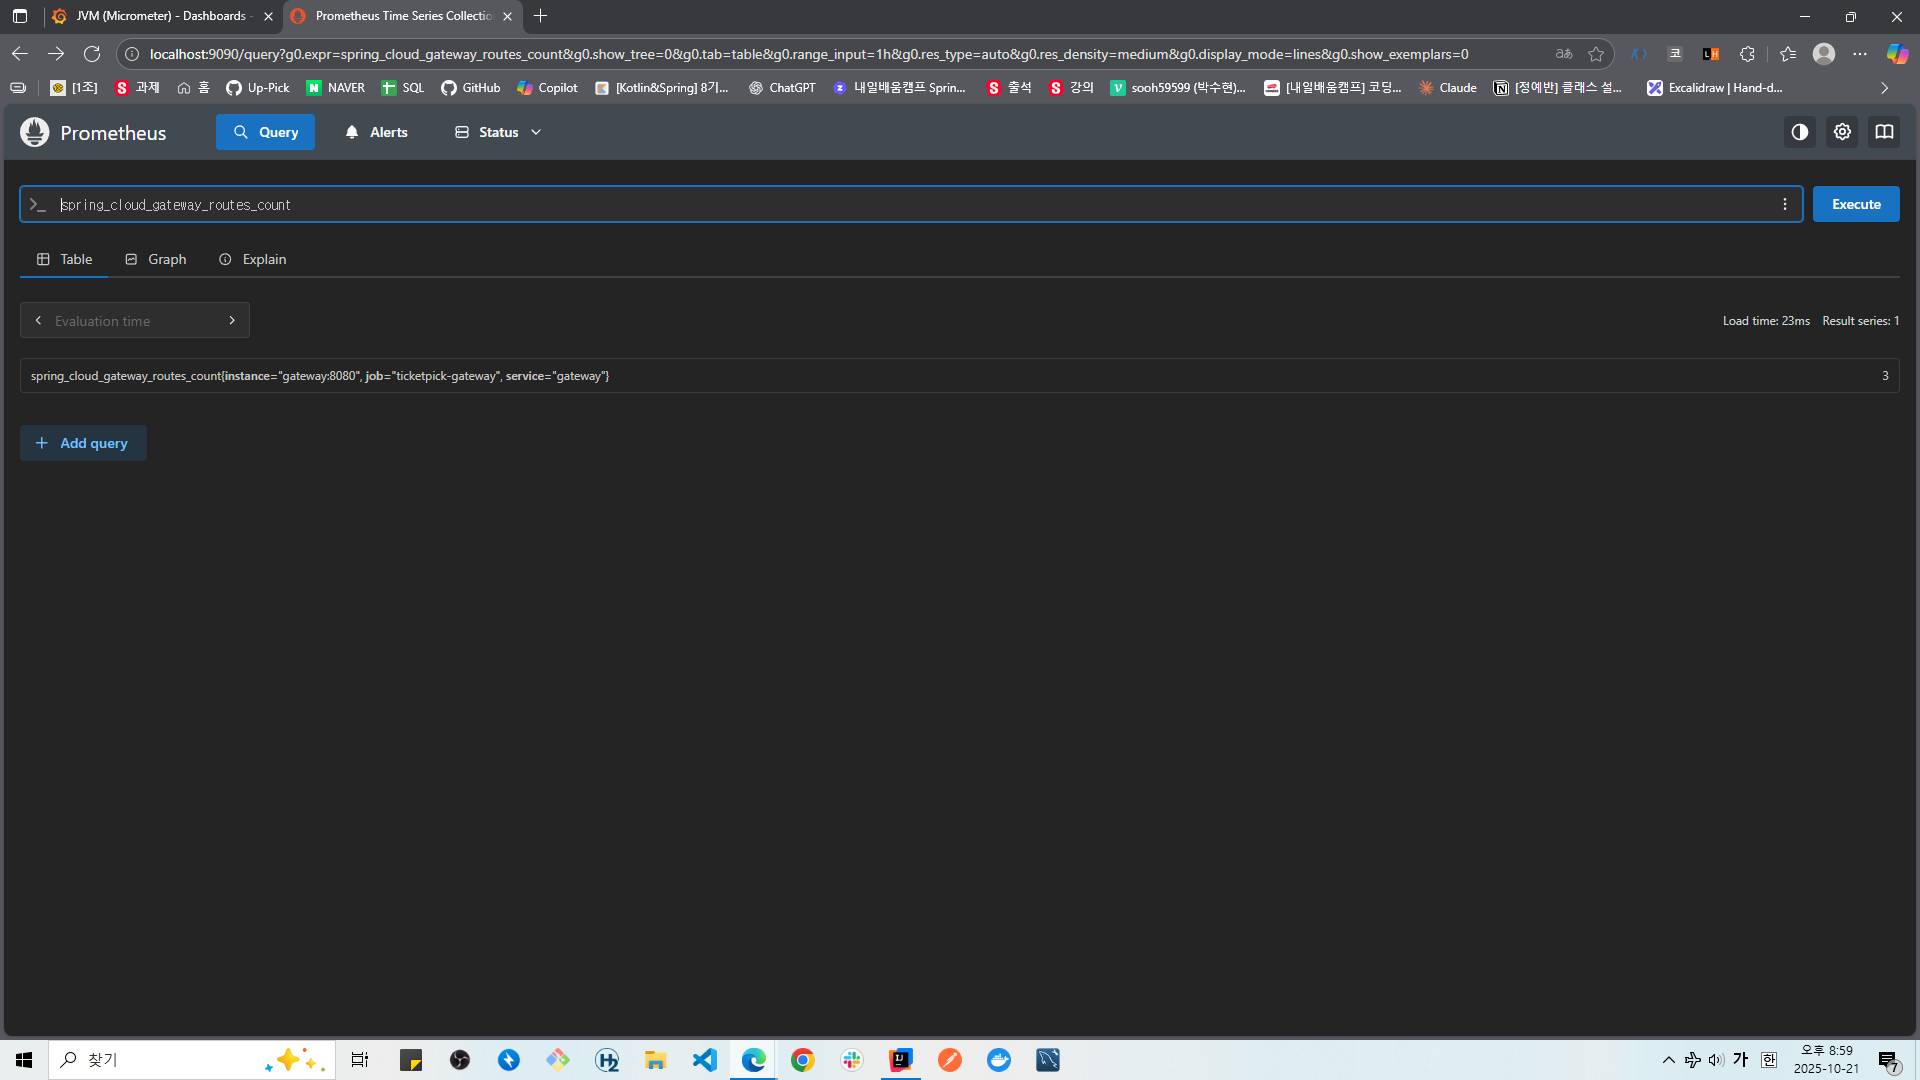 JVM (Micrometer) - Dashboards -
Prometheus Time Series Collectio
localhost:9090/query?g0.expr=spring_cloud_gateway_routes_count&g0.show_tree=0&g0.tab=table&g0.range_input=1h&g0.res_type=auto&g0.res_density=medium&g0.display_mode=lines&g0.show_exemplars=0
[1조] 과제 홈 Up-Pick NAVER SQL GitHub Copilot [Kotlin&Spring] 8기... ChatGPT 내일배움캠프 Sprin... 출석 강의 sooh59599 (박수현)... [내일배움캠프] 코딩... Claude [정예반] 클래스 설... Excalidraw | Hand-d...
Prometheus Query Alerts Status
spring_cloud_gateway_routes_count
Execute
Table Graph Explain
Evaluation time
Load time: 23ms Result series: 1
spring_cloud_gateway_routes_count{instance="gateway:8080", job="ticketpick-gateway", service="gateway"} 3
Add query
찾기
가 한
오후 8:59
2025-10-21
7